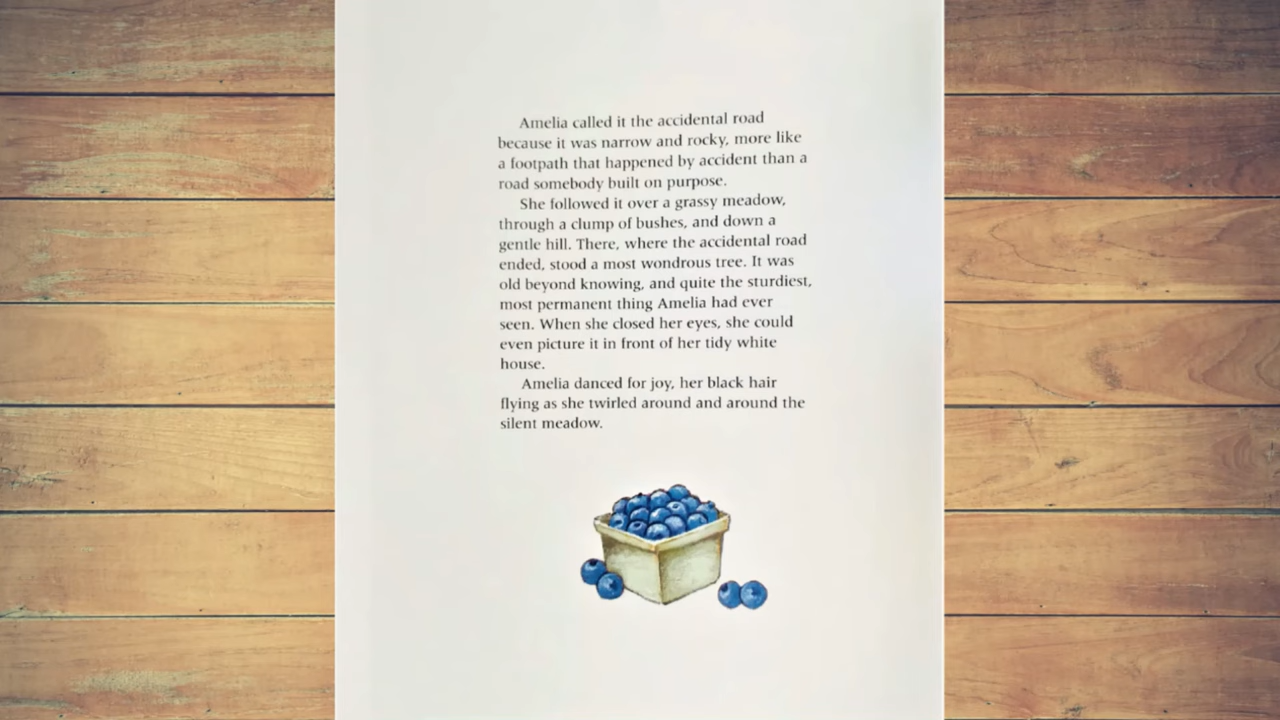 Amelia called it the accidental road
because it was narrow and rocky, more like
a footpath that happened by accident than a
road somebody built on purpose.
She followed it over a grassy meadow,
through a clump of bushes, and down a
gentle hill. There, where the accidental road
ended, stood a most wondrous tree. It was
old beyond knowing, and quite the sturdiest,
most permanent thing Amelia had ever
seen. When she closed her eyes, she could
even picture it in front of her tidy white
house.
Amelia danced for joy, her black hair
flying as she twirled around and around the
silent meadow.